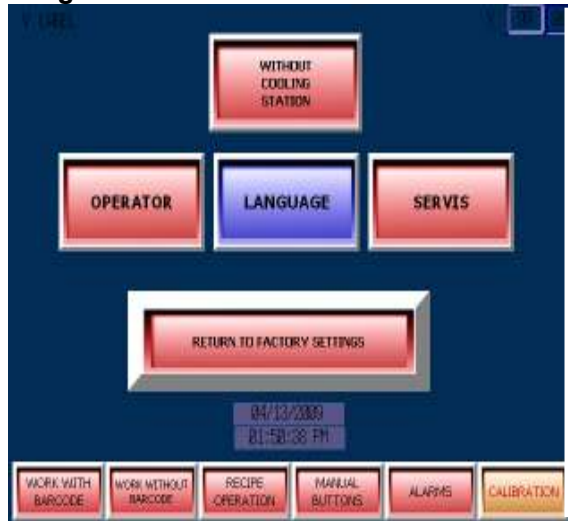 WITHOUT
COOLING
STATION
OPERATOR
LANGUAGE
SERVIS
RETURN TO FACTORY SETTINGS
04/13/2009
01:50:38 PM
WORK WITH
BARCODE
WORK WITHOUT
BARCODE
RECIPE
OPERATION
MANUAL
BUTTONS
ALARMS
CALIBRATION